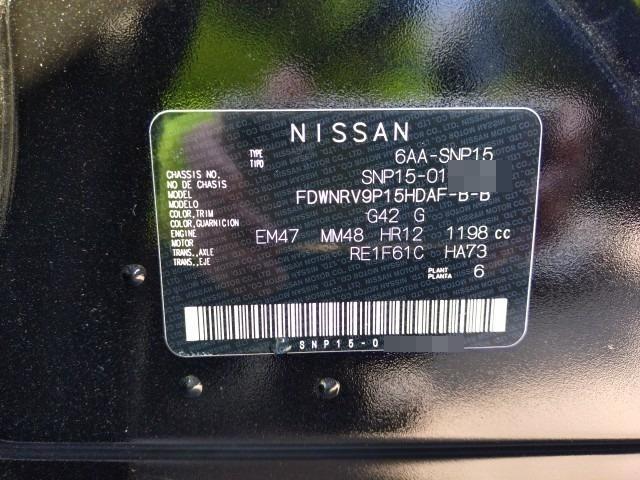 NISSAN
TYPE
TIPO
6AA-SNP15
CHASSIS NO.
NO DE CHASSIS
SNP15-01
MODEL
MODELO
FDWNRV9P15HDAF-B-B
COLOR,TRIM
COLOR,GUARNICION
G42 G
ENGINE
MOTOR
EM47 MM48 HR12 1198 cc
TRANS.,AXLE
TRANS.,EJE
RE1F61C HA73
PLANT
PLANTA
6
SNP15-0